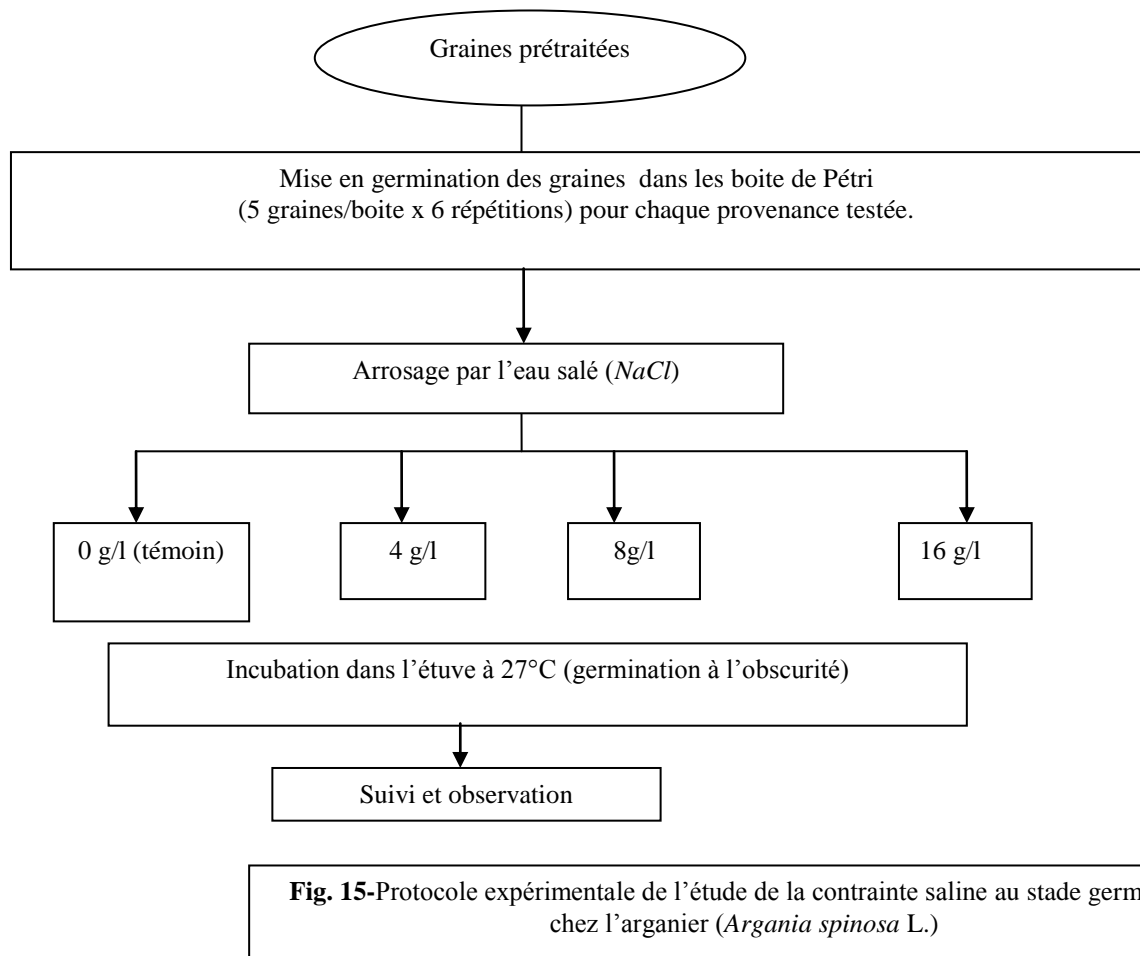 Graines prétraitées
Mise en germination des graines dans les boite de Pétri
(5 graines/boite x 6 répétitions) pour chaque provenance testée.
Arrosage par l’eau salé (NaCl)
0 g/l (témoin)
4 g/l
8g/l
16 g/l
Incubation dans l’étuve à 27°C (germination à l’obscurité)
Suivi et observation
Fig. 15-Protocole expérimentale de l’étude de la contrainte saline au stade
chez l’arganier (Argania spinosa L.)